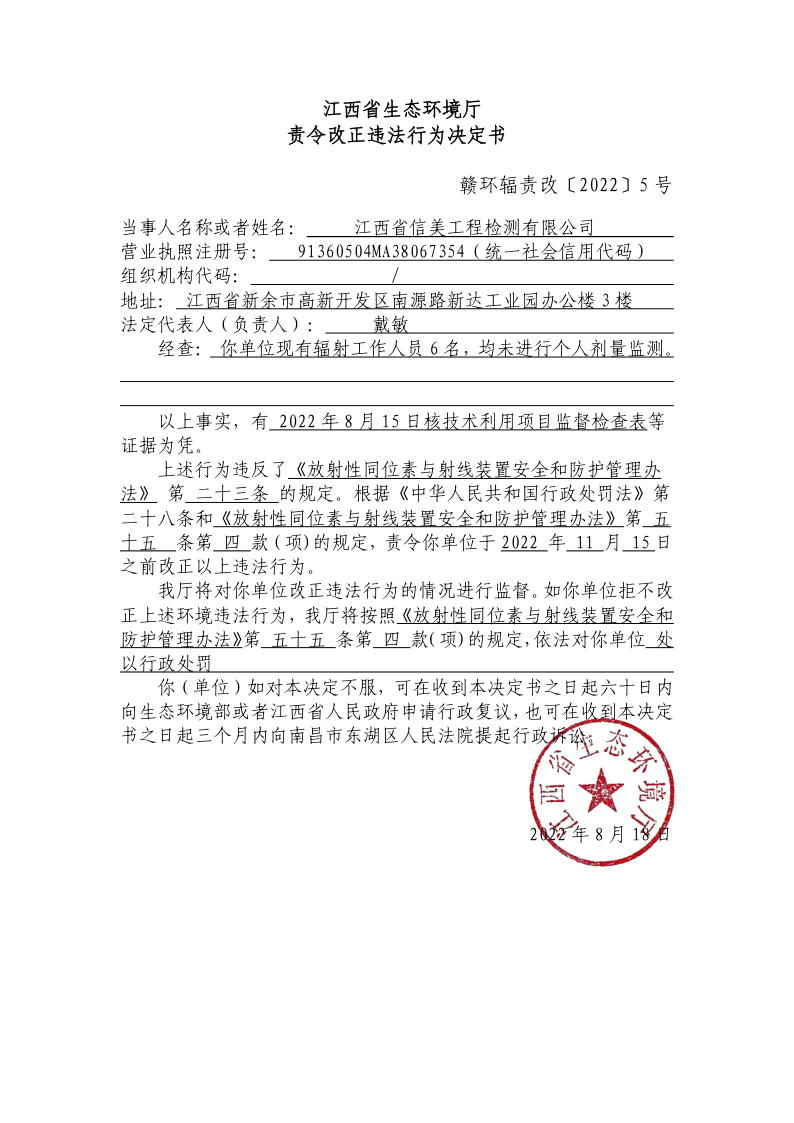 江西省生态环境厅
责令改正违法行为决定书
赣环辐责改〔2022〕5号
当事人名称或者姓名： 江西省信美工程检测有限公司
营业执照注册号： 91360504MA38067354（统一社会信用代码）
组织机构代码： /
地址： 江西省新余市高新开发区南源路新达工业园办公楼3楼
法定代表人（负责人）： 戴敏
经查： 你单位现有辐射工作人员6名，均未进行个人剂量监测。
以上事实，有 2022年8月15日核技术利用项目监督检查表等
证据为凭。
上述行为违反了《放射性同位素与射线装置安全和防护管理办
法》 第 二十三条 的规定。根据《中华人民共和国行政处罚法》第
二十八条和《放射性同位素与射线装置安全和防护管理办法》第 五
十五 条第 四 款（项）的规定，责令你单位于 2022 年 11 月 15 日
之前改正以上违法行为。
我厅将对你单位改正违法行为的情况进行监督。如你单位拒不改
正上述环境违法行为，我厅将按照《放射性同位素与射线装置安全和
防护管理办法》第 五十五 条第 四 款（项）的规定，依法对你单位 处
以行政处罚
你（单位）如对本决定不服，可在收到本决定书之日起六十日内
向生态环境部或者江西省人民政府申请行政复议，也可在收到本决定
书之日起三个月内向南昌市东湖区人民法院提起行政诉讼。
江西省生态环境厅
2022年8月18日